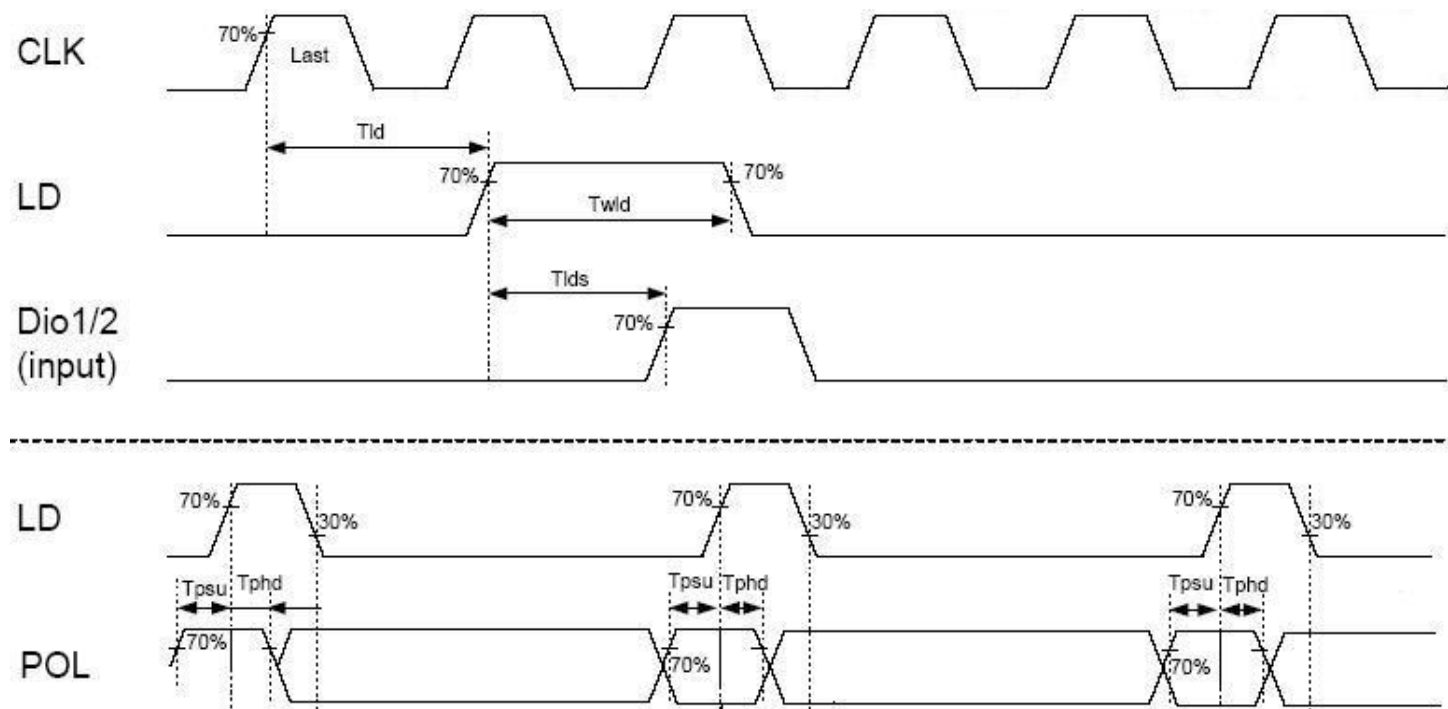 CLK
70%
Last
Tld
LD
70%
70%
Twld
Tlds
Dio1/2
(input)
70%
LD
70%
30%
70%
30%
70%
30%
Tpsu
Tphd
Tpsu
Tphd
Tpsu
Tphd
POL
70%
70%
70%